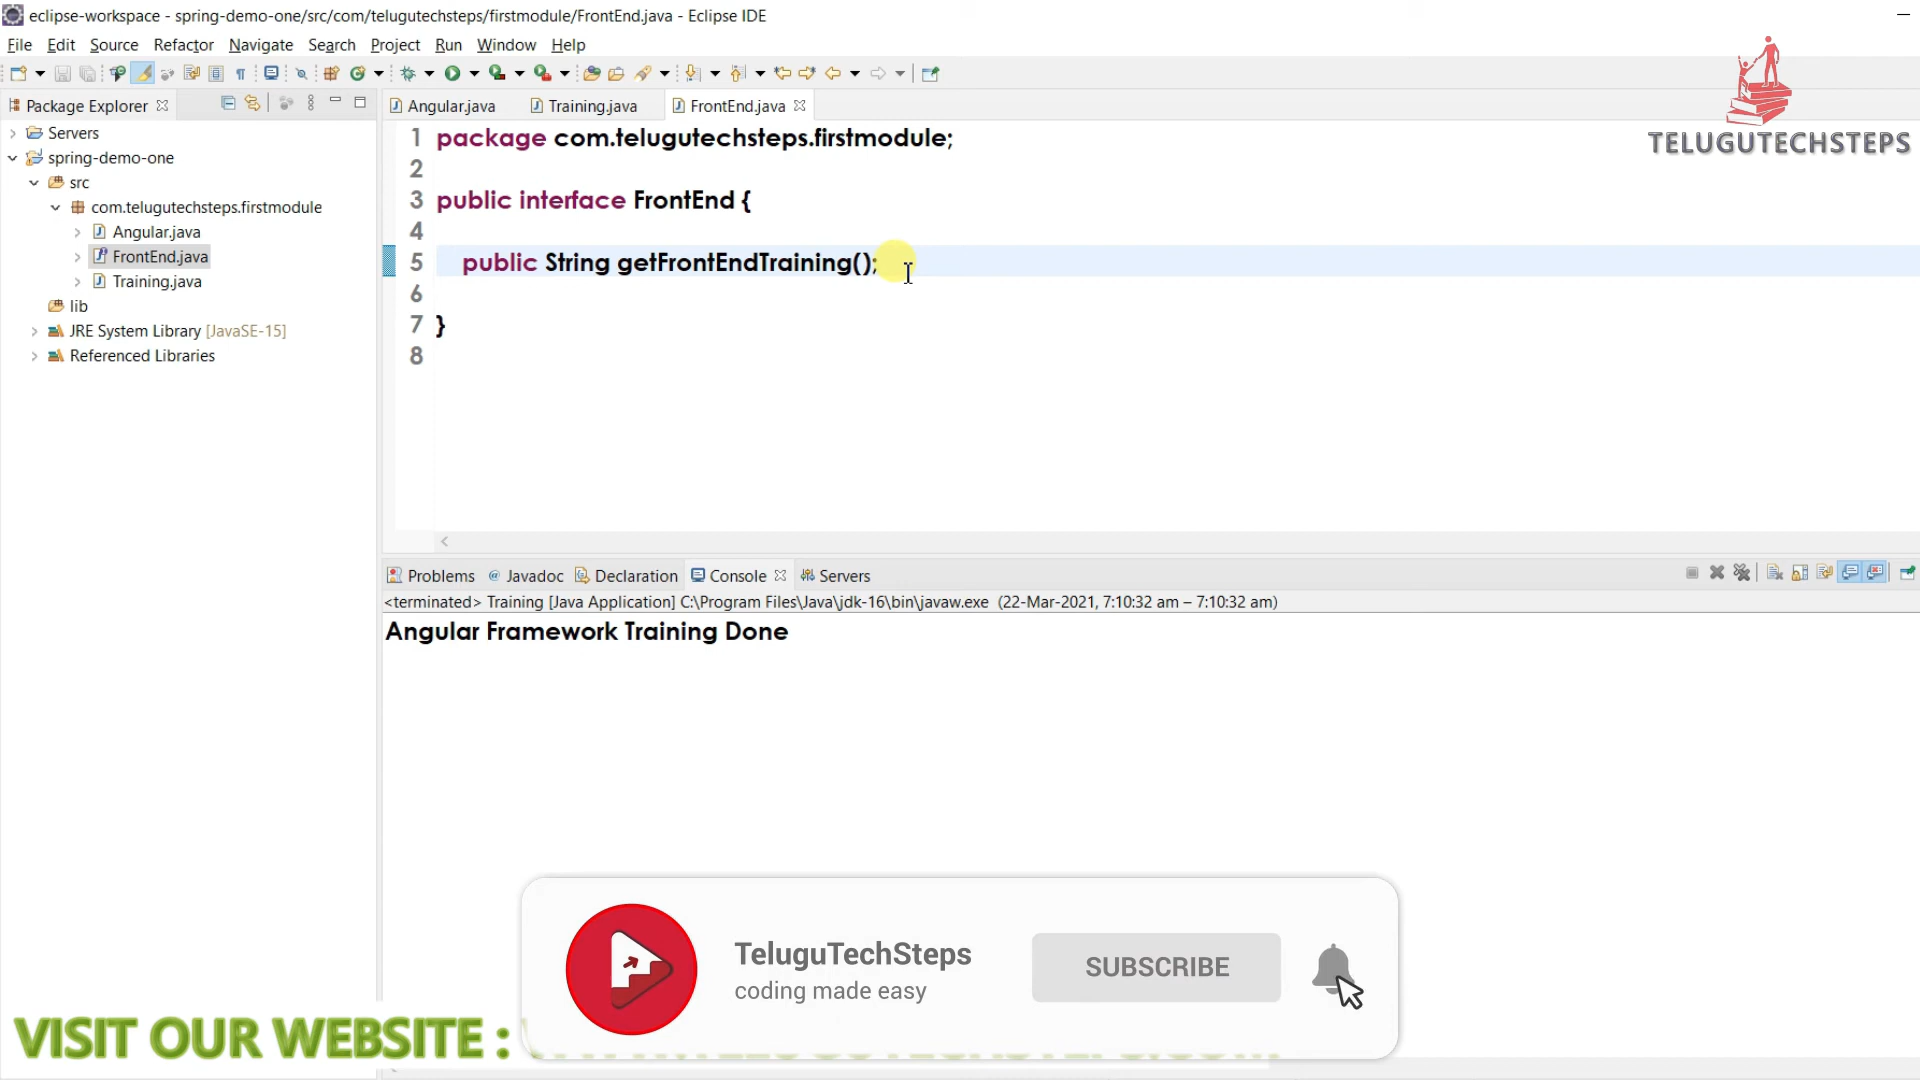 eclipse-workspace - spring-demo-one/src/com/telugutechsteps/firstmodule/FrontEnd.java - Eclipse IDE
File Edit Source Refactor Navigate Search Project Run Window Help
TELUGUTECHSTEPS
Package Explorer
Servers
spring-demo-one
src
com.telugutechsteps.firstmodule
Angular.java
FrontEnd.java
Training.java
lib
JRE System Library [JavaSE-15]
Referenced Libraries
Angular.java Training.java FrontEnd.java
1 package com.telugutechsteps.firstmodule;
2
3 public interface FrontEnd {
4
5 public String getFrontEndTraining();
6
7 }
8
Problems @ Javadoc Declaration Console Servers
<terminated> Training [Java Application] C:\Program Files\Java\jdk-16\bin\javaw.exe (22-Mar-2021, 7:10:32 am – 7:10:32 am)
Angular Framework Training Done
TeluguTechSteps
coding made easy
SUBSCRIBE
VISIT OUR WEBSITE :